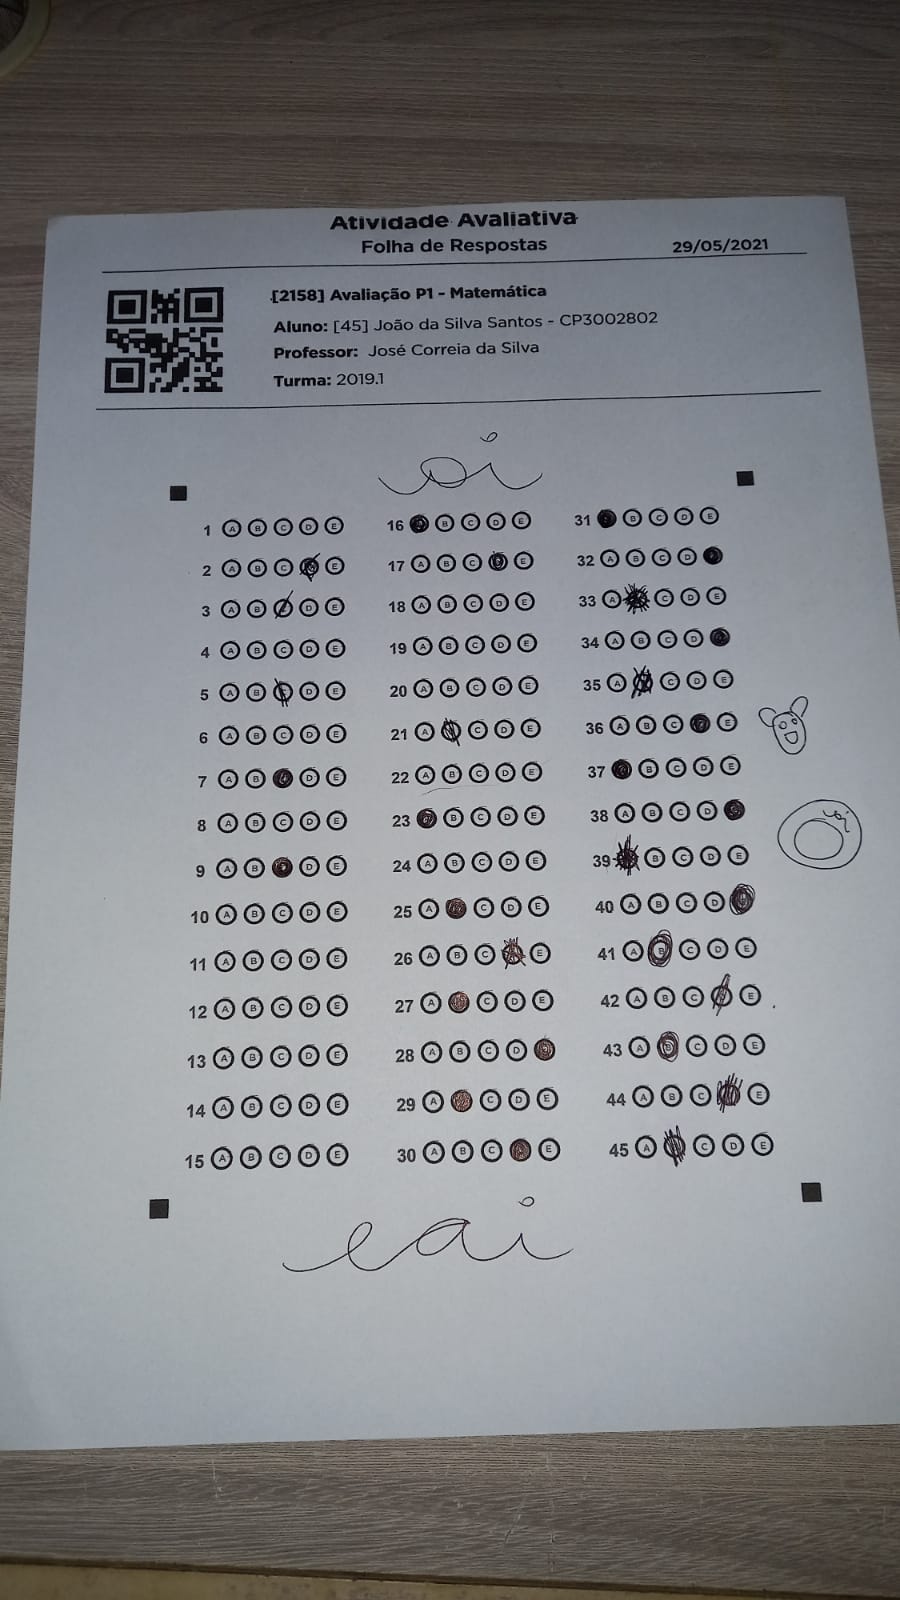 Atividade Avaliativa
Folha de Respostas
29/05/2021
[2158] Avaliação P1 - Matemática
Aluno: [45] João da Silva Santos - CP3002802
Professor: José Correia da Silva
Turma: 2019.1
oi
1 A B C D E 16 B C D E 31 B C D E
2 A B C E 17 A B C E 32 A B C D
3 A B D E 18 A B C D E 33 A C D E
4 A B C D E 19 A B C D E 34 A B C D
5 A B D E 20 A B C D E 35 A C D E
6 A B C D E 21 A C D E 36 A B C E
7 A B D E 22 A B C D E 37 B C D E
8 A B C D E 23 B C D E 38 A B C D
9 A B D E 24 A B C D E 39 B C D E
10 A B C D E 25 A C D E 40 A B C D
11 A B C D E 26 A B C E 41 A B C D E
12 A B C D E 27 A C D E 42 A B C E
13 A B C D E 28 A B C D 43 A B C D E
14 A B C D E 29 A C D E 44 A B C E
15 A B C D E 30 A B C E 45 A C D E
oi
eai